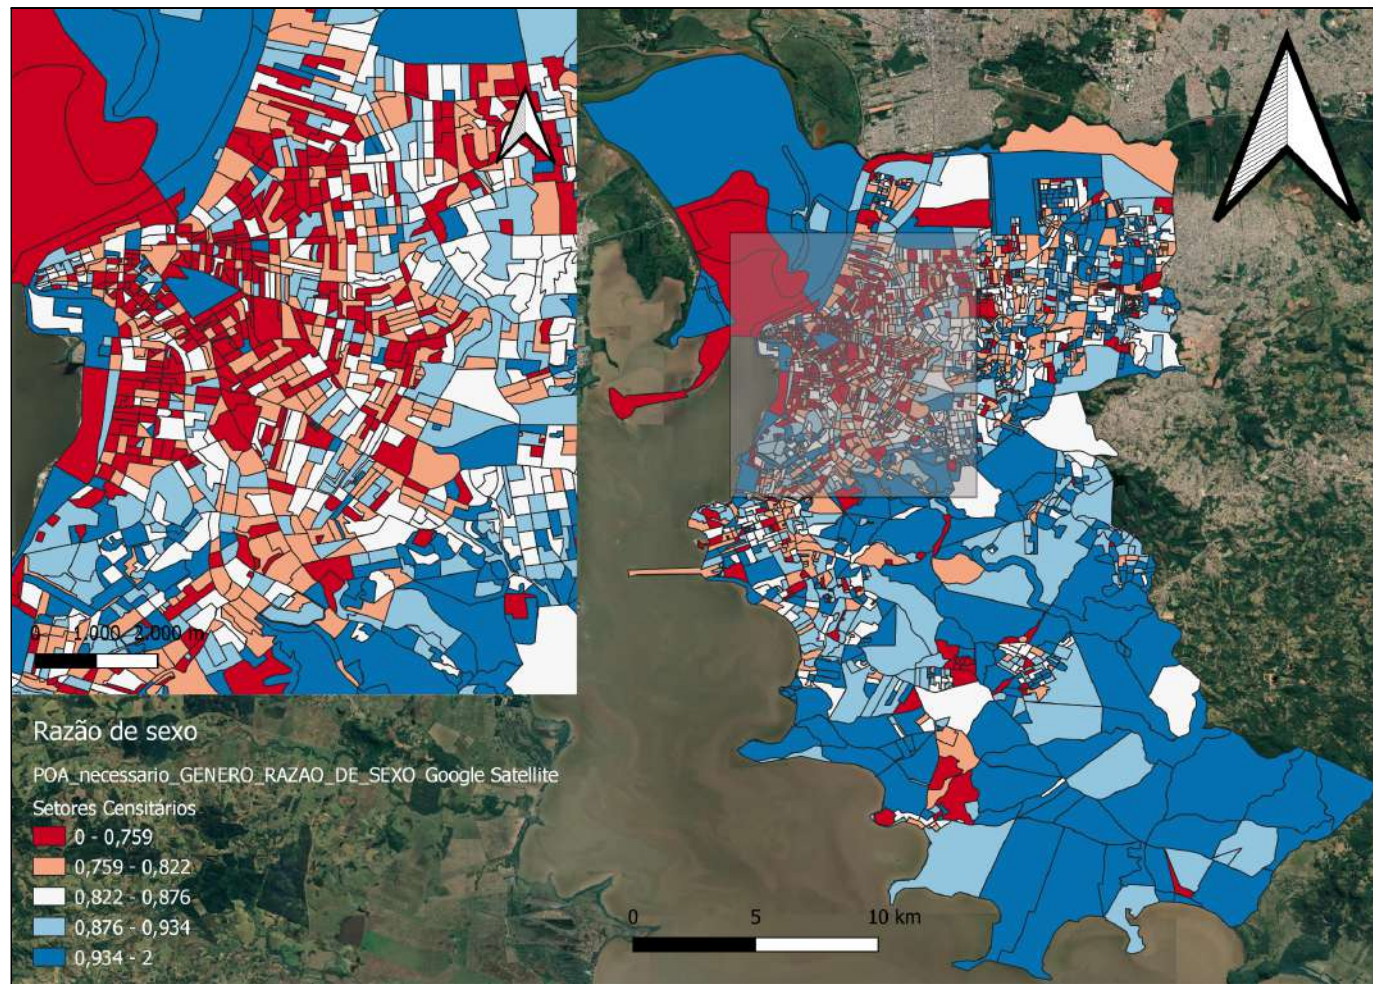 0 1.000 2.000 m
Razão de sexo
POA_necessario_GENERO_RAZAO_DE_SEXO Google Satellite
Setores Censitários
0 - 0,759
0,759 - 0,822
0,822 - 0,876
0,876 - 0,934
0,934 - 2
0 5 10 km